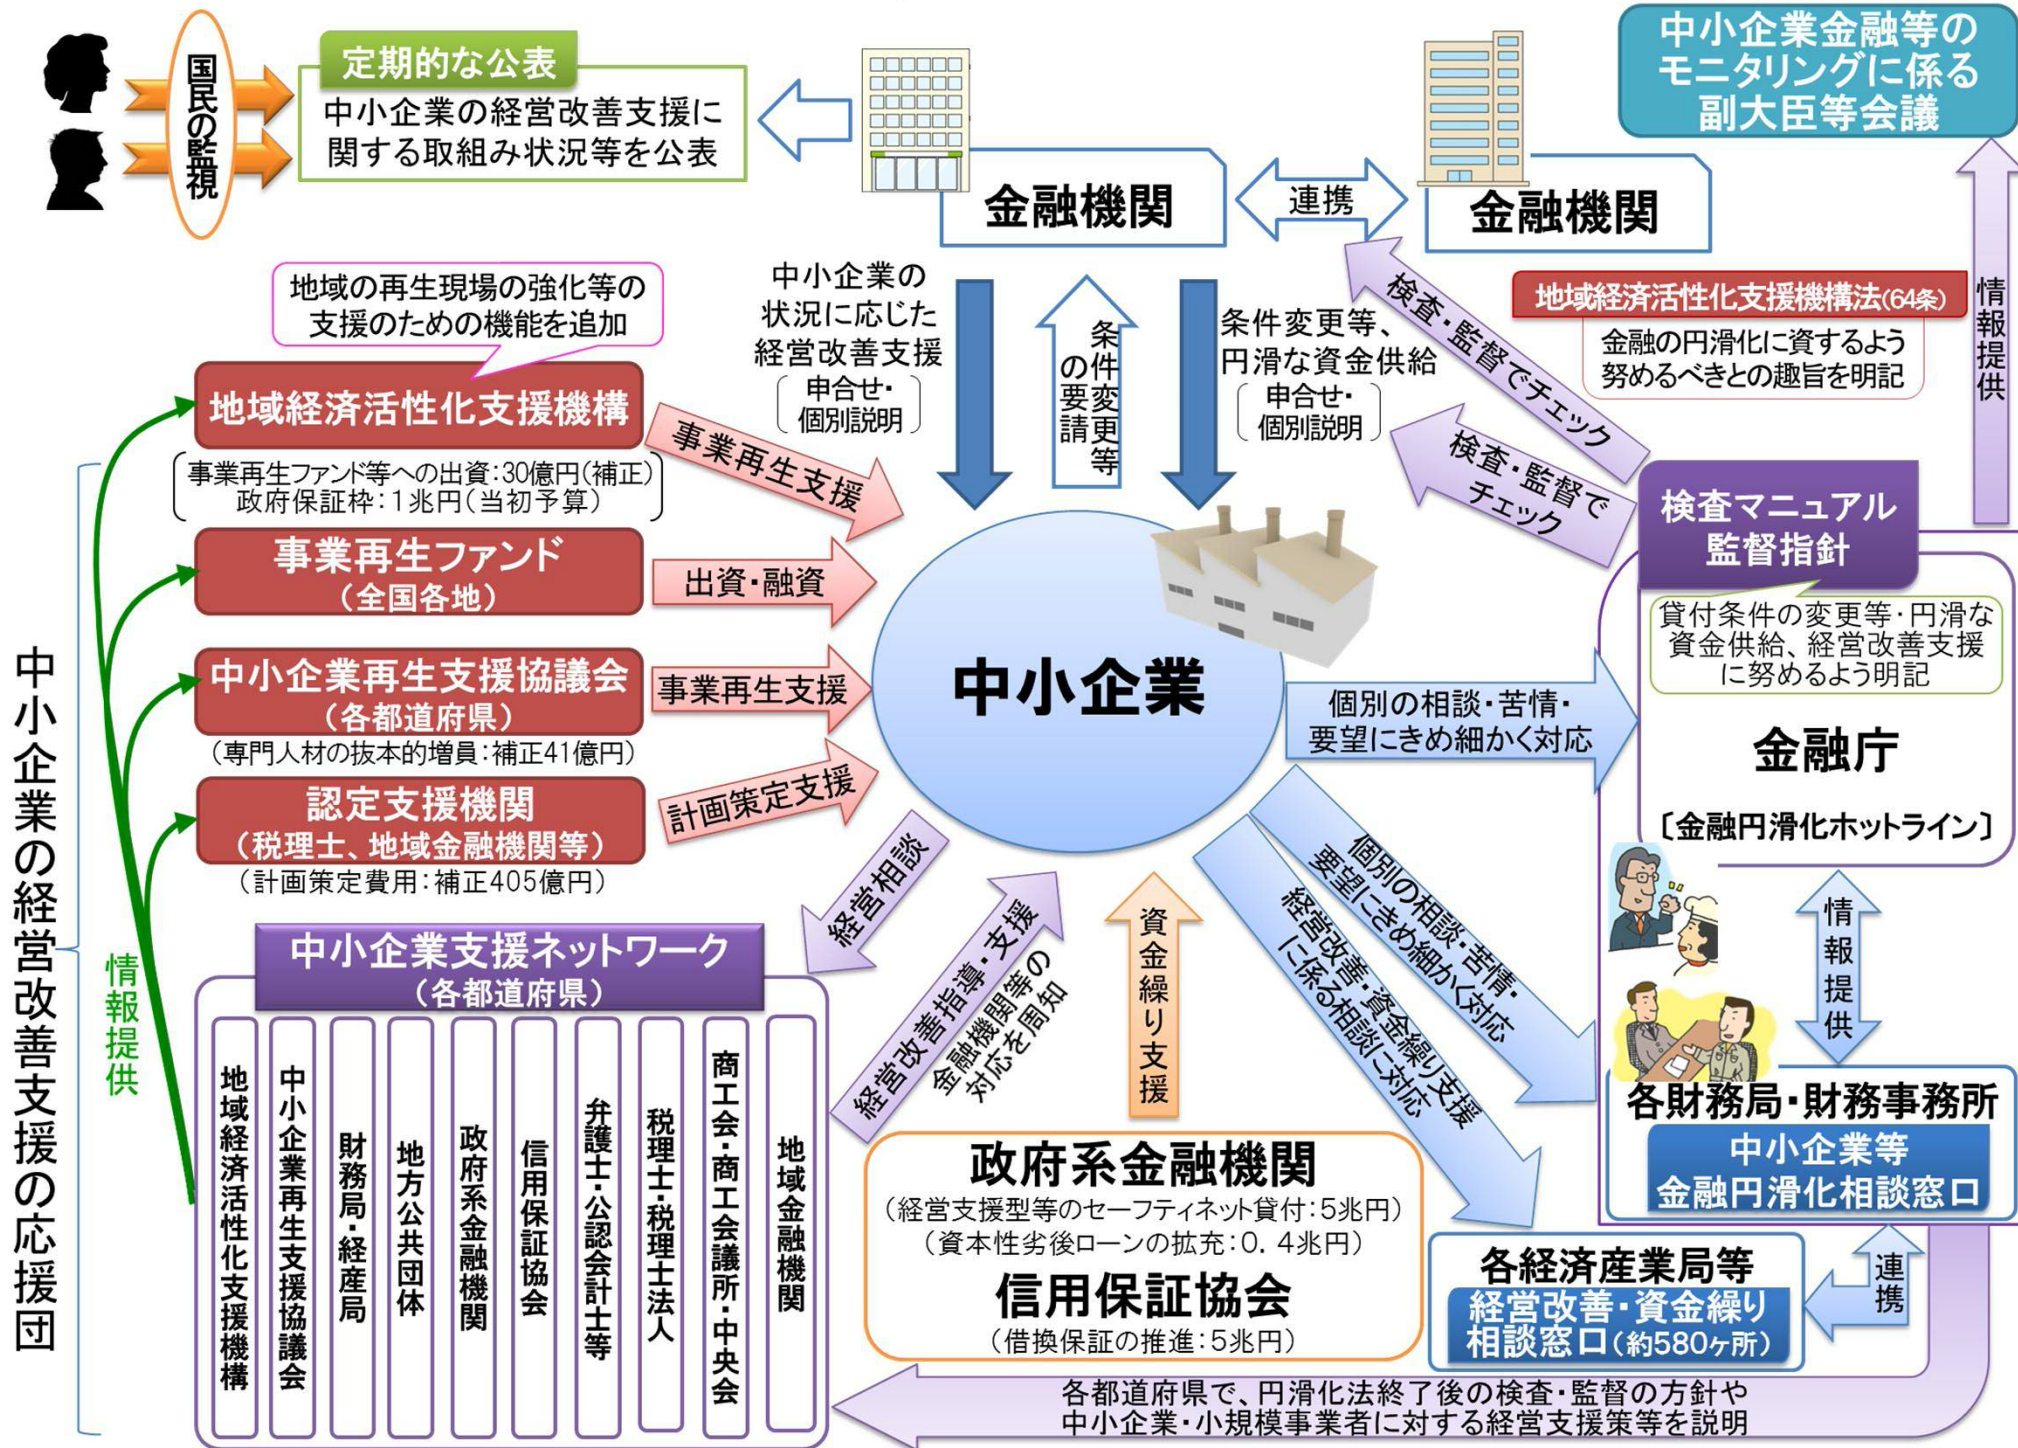 国民の監視
定期的な公表
中小企業の経営改善支援に
関する取組み状況等を公表
金融機関
連携
金融機関
中小企業金融等の
モニタリングに係る
副大臣等会議
情報提供
地域経済活性化支援機構法(64条)
金融の円滑化に資するよう
努めるべきとの趣旨を明記
検査・監督でチェック
検査・監督で
チェック
中小企業の
状況に応じた
経営改善支援
申合せ・
個別説明
条件変更等
の要請
条件変更等、
円滑な資金供給
申合せ・
個別説明
地域の再生現場の強化等の
支援のための機能を追加
地域経済活性化支援機構
事業再生ファンド等への出資:30億円(補正)
政府保証枠:1兆円(当初予算)
事業再生支援
事業再生ファンド
(全国各地)
出資・融資
中小企業再生支援協議会
(各都道府県)
(専門人材の抜本的増員:補正41億円)
事業再生支援
認定支援機関
(税理士、地域金融機関等)
(計画策定費用:補正405億円)
計画策定支援
中小企業の経営改善支援の応援団
情報提供
中小企業
検査マニュアル
監督指針
貸付条件の変更等・円滑な
資金供給、経営改善支援
に努めるよう明記
金融庁
〔金融円滑化ホットライン〕
個別の相談・苦情・
要望にきめ細かく対応
個別の相談・苦情・
要望にきめ細かく対応
経営改善・資金繰り支援
に係る相談に対応
情報提供
各財務局・財務事務所
中小企業等
金融円滑化相談窓口
各経済産業局等
経営改善・資金繰り
相談窓口(約580ヶ所)
連携
経営相談
経営改善指導・支援
金融機関等の
対応を周知
資金繰り支援
政府系金融機関
(経営支援型等のセーフティネット貸付:5兆円)
(資本性劣後ローンの拡充:0.4兆円)
信用保証協会
(借換保証の推進:5兆円)
中小企業支援ネットワーク
(各都道府県)
地域経済活性化支援機構
中小企業再生支援協議会
財務局・経産局
地方公共団体
政府系金融機関
信用保証協会
弁護士・公認会計士等
税理士・税理士法人
商工会・商工会議所・中央会
地域金融機関
各都道府県で、円滑化法終了後の検査・監督の方針や
中小企業・小規模事業者に対する経営支援策等を説明